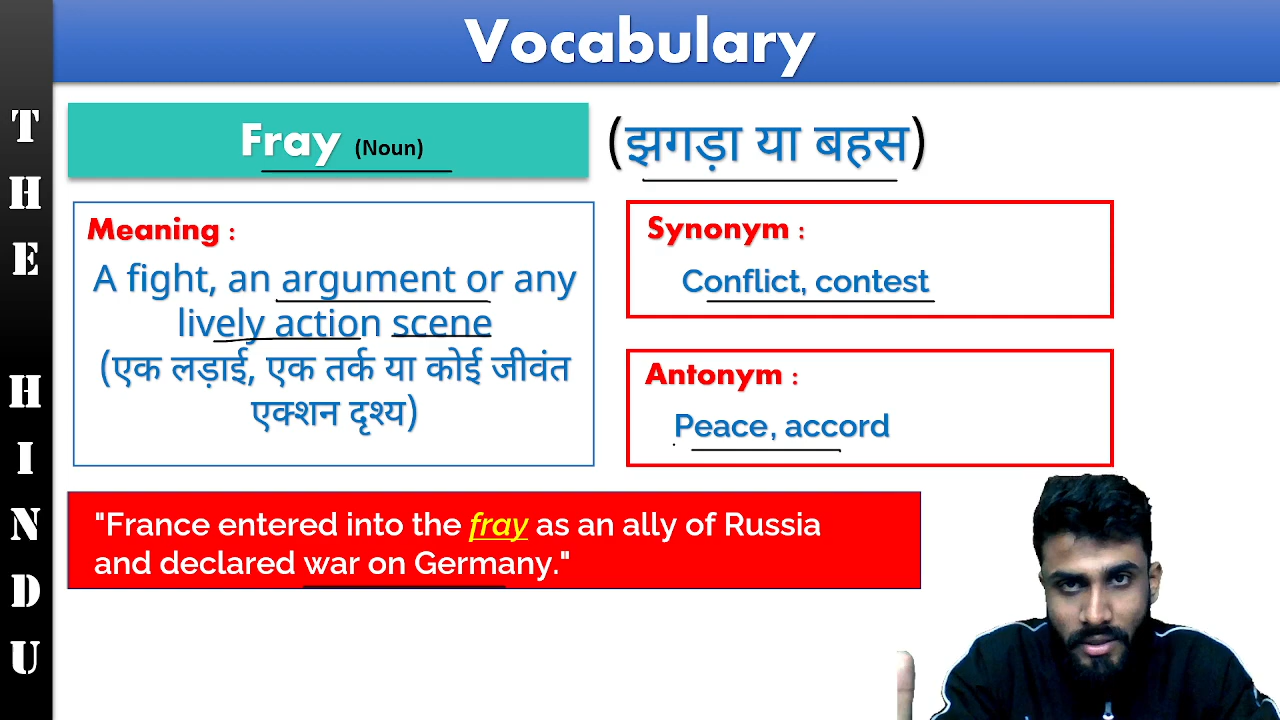 THE HINDU
Vocabulary
Fray (Noun)
(झगड़ा या बहस)
Meaning :
A fight, an argument or any
lively action scene
(एक लड़ाई, एक तर्क या कोई जीवंत
एक्शन दृश्य)
Synonym :
Conflict, contest
Antonym :
Peace, accord
"France entered into the fray as an ally of Russia
and declared war on Germany."